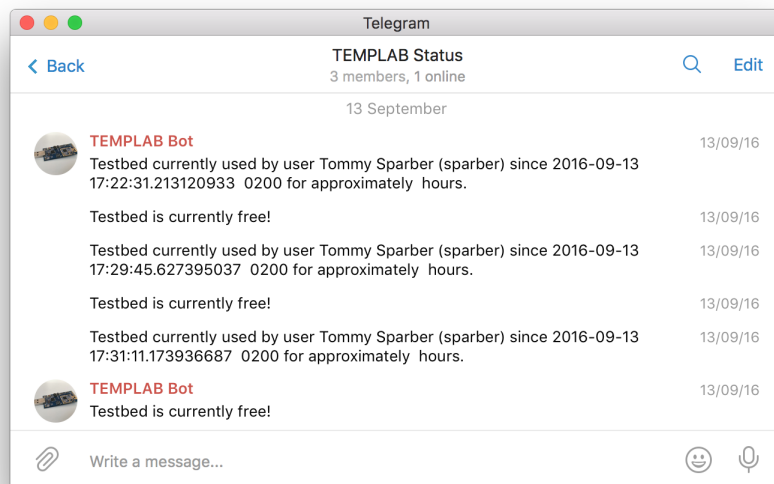 Telegram
Back
TEMPLAB Status
Edit
3 members, 1 online
13 September
TEMPLAB Bot
13/09/16
Testbed currently used by user Tommy Sparber (sparber) since 2016-09-13
17:22:31.213120933  0200 for approximately  hours.
Testbed is currently free!
13/09/16
Testbed currently used by user Tommy Sparber (sparber) since 2016-09-13
13/09/16
17:29:45.627395037  0200 for approximately  hours.
Testbed is currently free!
13/09/16
Testbed currently used by user Tommy Sparber (sparber) since 2016-09-13
13/09/16
17:31:11.173936687  0200 for approximately  hours.
TEMPLAB Bot
13/09/16
Testbed is currently free!
Write a message...